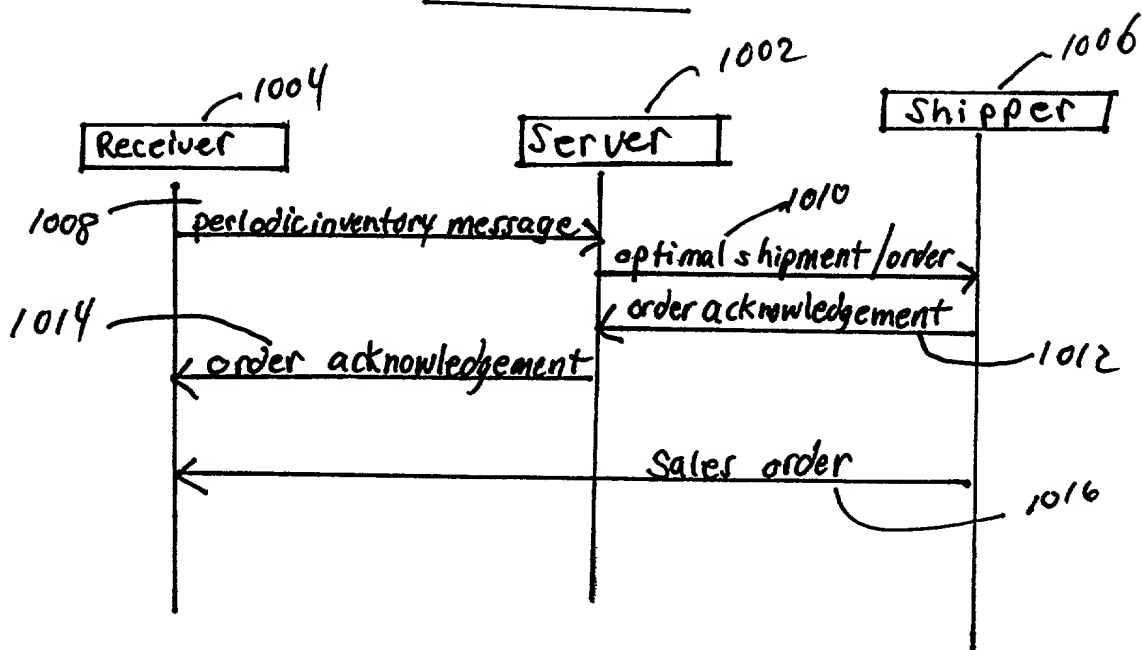 1006
1002
1004
Shipper
Server
Receiver
1010
1008
periodic inventory message
optimal shipment/order
order acknowledgement
1014
1012
order acknowledgement
Sales order
1016